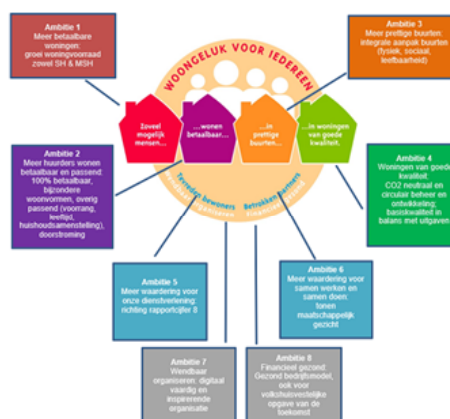 Ambitie 1
Meer betaalbare
woningen:
groei woningvoorraad
zowel SH & MSH
WOONGELUK VOOR IEDEREEN
Ambitie 3
Meer prettige buurten:
integrale aanpak buurten
(fysiek, sociaal,
leefbaarheid)
Zoveel
mogelijk
mensen...
...wonen
betaalbaar...
...in
prettige
buurten...
...in woningen
van goede
kwaliteit.
Ambitie 2
Meer huurders wonen
betaalbaar en passend:
100% betaalbaar,
bijzondere
woonvormen, overig
passend (voorrang,
leeftijd,
huishoudsamenstelling),
doorstroming
Ambitie 4
Woningen van goede
kwaliteit:
CO2 neutraal en
circulair beheer en
ontwikkeling;
basiskwaliteit in
balans met uitgaven
Tevreden bewoners
Betrokken partners
Wendbaar organiseren
Financieel gezond
Ambitie 5
Meer waardering voor
onze dienstverlening:
richting rapportcijfer 8
Ambitie 6
Meer waardering voor
samen werken en
samen doen:
tonen
maatschappelijk
gezicht
Ambitie 7
Wendbaar
organiseren: digitaal
vaardig en
inspirerende
organisatie
Ambitie 8
Financieel gezond:
Gezond bedrijfsmodel,
ook voor
volkshuisvestelijke
opgave van de
toekomst